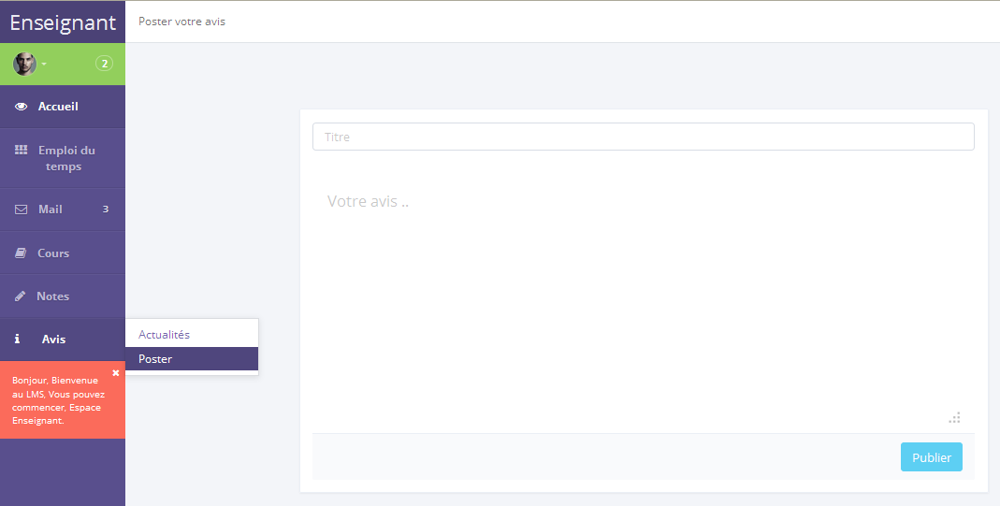 Enseignant
Poster votre avis
2
Accueil
Emploi du
temps
Mail 3
Cours
Notes
Avis
Actualités
Poster
Bonjour, Bienvenue
au LMS, Vous pouvez
commencer, Espace
Enseignant.
Titre
Votre avis ..
Publier